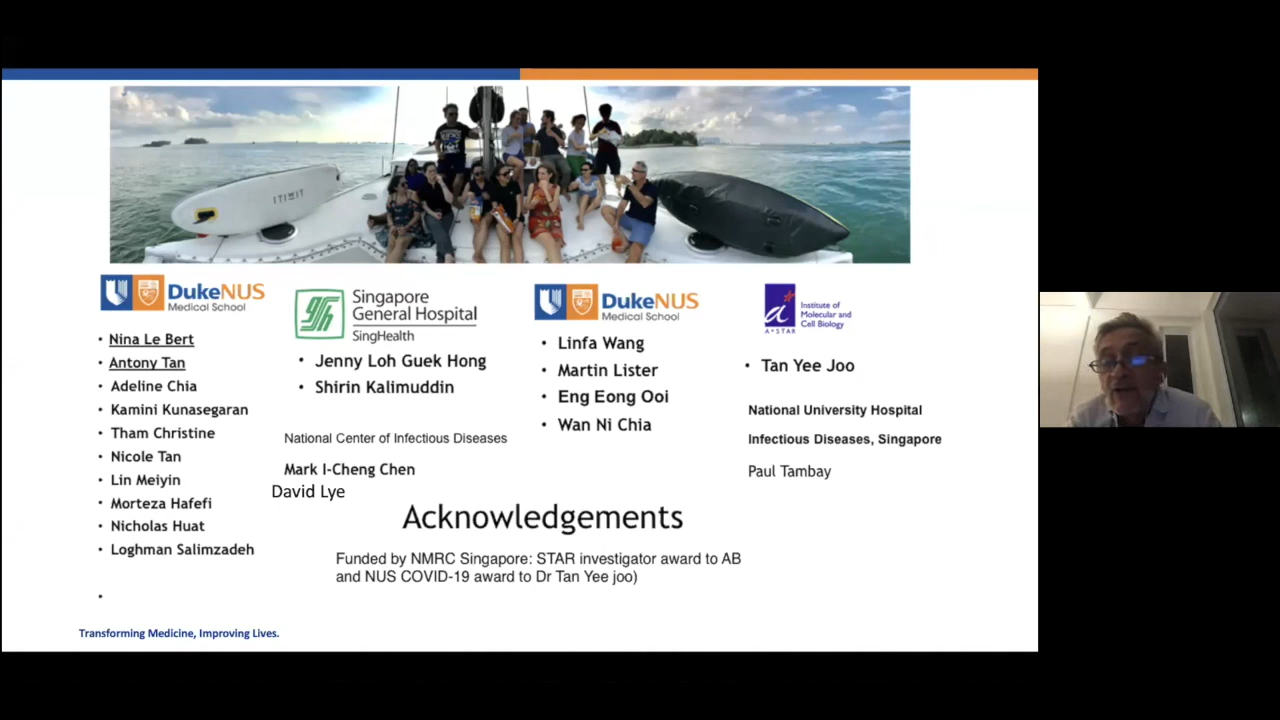 ITIWIT
DukeNUS
Medical School
• Nina Le Bert
• Antony Tan
• Adeline Chia
• Kamini Kunasegaran
• Tham Christine
• Nicole Tan
• Lin Meiyin
• Morteza Hafefi
• Nicholas Huat
• Loghman Salimzadeh
•
Singapore
General Hospital
SingHealth
• Jenny Loh Guek Hong
• Shirin Kalimuddin
National Center of Infectious Diseases
Mark I-Cheng Chen
David Lye
DukeNUS
Medical School
• Linfa Wang
• Martin Lister
• Eng Eong Ooi
• Wan Ni Chia
a*
A*STAR
Institute of
Molecular and
Cell Biology
• Tan Yee Joo
National University Hospital
Infectious Diseases, Singapore
Paul Tambay
Acknowledgements
Funded by NMRC Singapore: STAR investigator award to AB
and NUS COVID-19 award to Dr Tan Yee joo)
Transforming Medicine, Improving Lives.